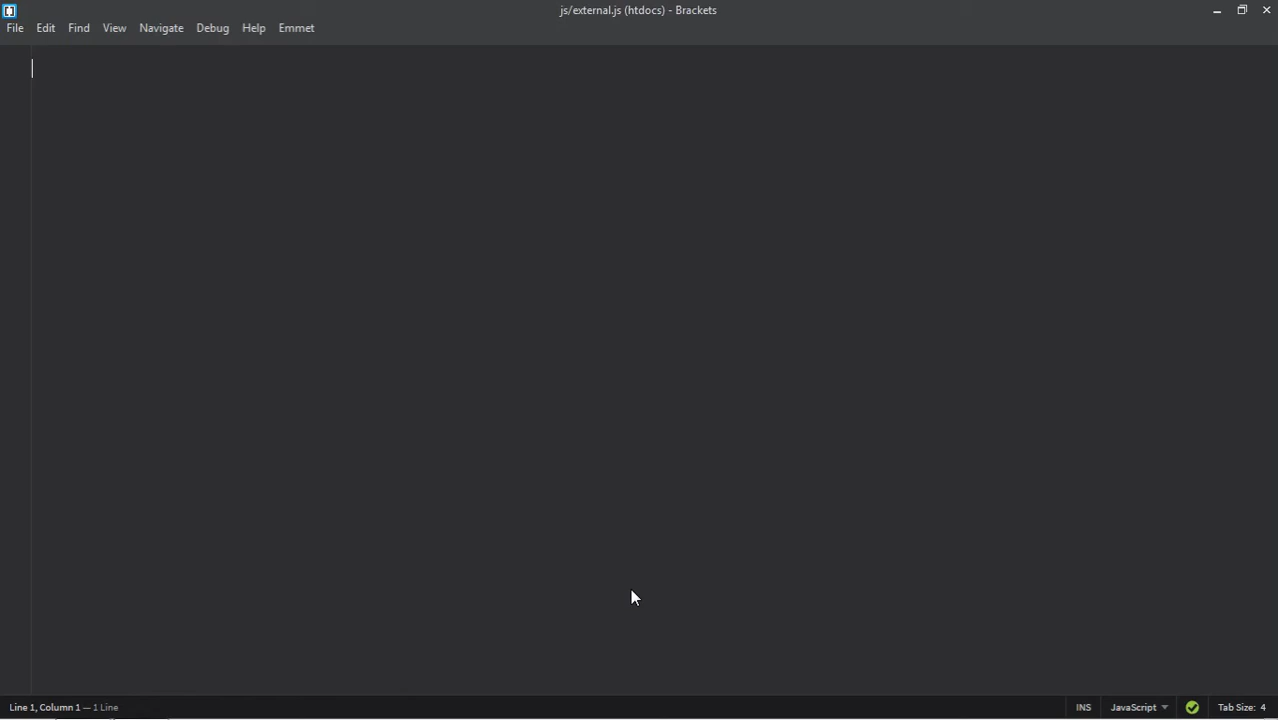 js/external.js (htdocs) - Brackets
File Edit Find View Navigate Debug Help Emmet
Line 1, Column 1 — 1 Line INS JavaScript Tab Size: 4